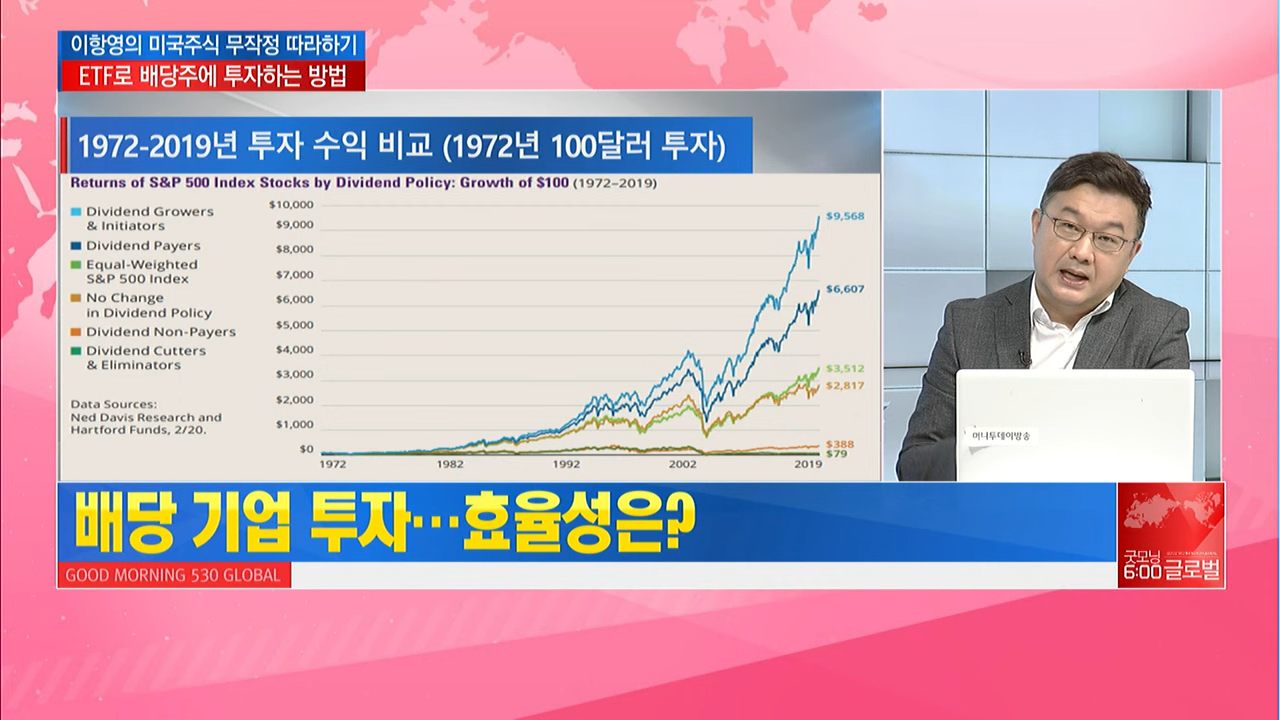 이항영의 미국주식 무작정 따라하기
ETF로 배당주에 투자하는 방법
1972-2019년 투자 수익 비교 (1972년 100달러 투자)
Returns of S&P 500 Index Stocks by Dividend Policy: Growth of $100 (1972–2019)
Dividend Growers
& Initiators
Dividend Payers
Equal-Weighted
S&P 500 Index
No Change
in Dividend Policy
Dividend Non-Payers
Dividend Cutters
& Eliminators
Data Sources:
Ned Davis Research and
Hartford Funds, 2/20.
$10,000
$9,000
$8,000
$7,000
$6,000
$5,000
$4,000
$3,000
$2,000
$1,000
$0
1972 1982 1992 2002 2019
$9,568
$6,607
$3,512
$2,817
$388
$79
머니투데이방송
배당 기업 투자…효율성은?
GOOD MORNING 530 GLOBAL
굿모닝
6:00 글로벌